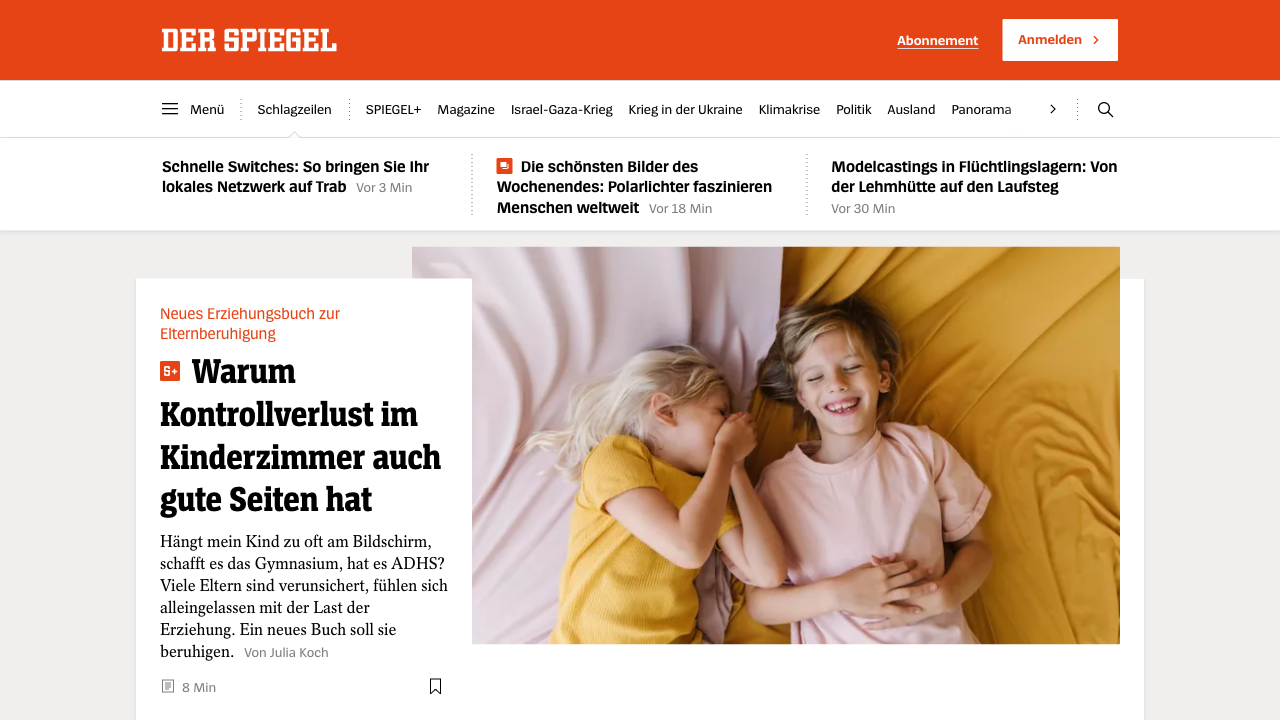 DER SPIEGEL
Abonnement
Anmelden
Menü
Schlagzeilen
SPIEGEL+
Magazine
Israel-Gaza-Krieg
Krieg in der Ukraine
Klimakrise
Politik
Ausland
Panorama
Schnelle Switches: So bringen Sie Ihr
lokales Netzwerk auf Trab Vor 3 Min
Die schönsten Bilder des
Wochenendes: Polarlichter faszinieren
Menschen weltweit Vor 18 Min
Modelcastings in Flüchtlingslagern: Von
der Lehmhütte auf den Laufsteg
Vor 30 Min
Neues Erziehungsbuch zur
Elternberuhigung
S+ Warum
Kontrollverlust im
Kinderzimmer auch
gute Seiten hat
Hängt mein Kind zu oft am Bildschirm,
schafft es das Gymnasium, hat es ADHS?
Viele Eltern sind verunsichert, fühlen sich
alleingelassen mit der Last der
Erziehung. Ein neues Buch soll sie
beruhigen. Von Julia Koch
8 Min